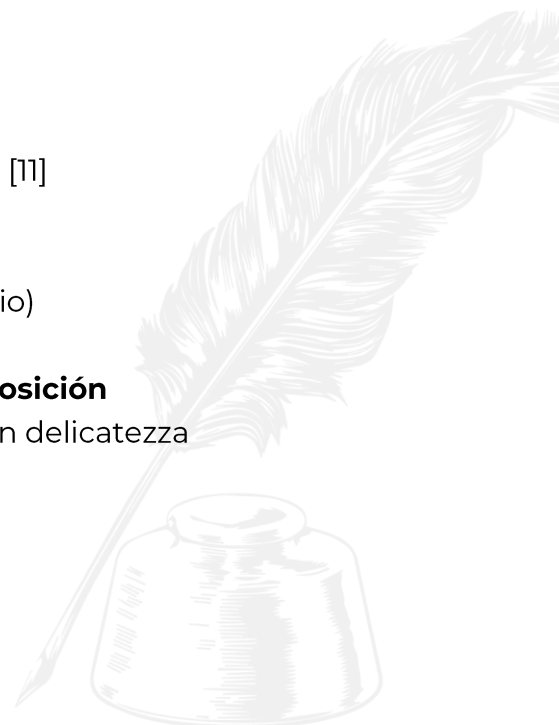 [11]
io)
osición
n delicatezza